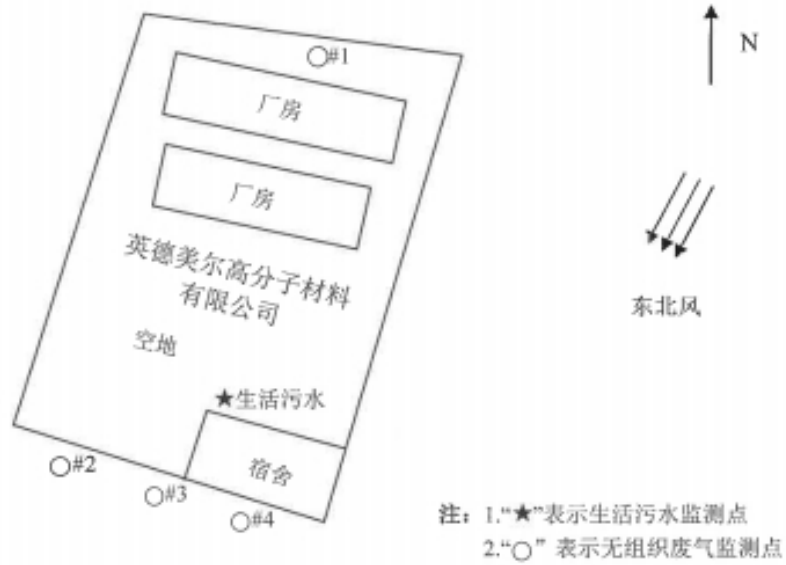 ○#1
N
厂房
厂房
英德美尔高分子材料
有限公司
东北风
空地
★生活污水
宿舍
○#2
○#3
○#4
注：1.“★”表示生活污水监测点
2.“○” 表示无组织废气监测点